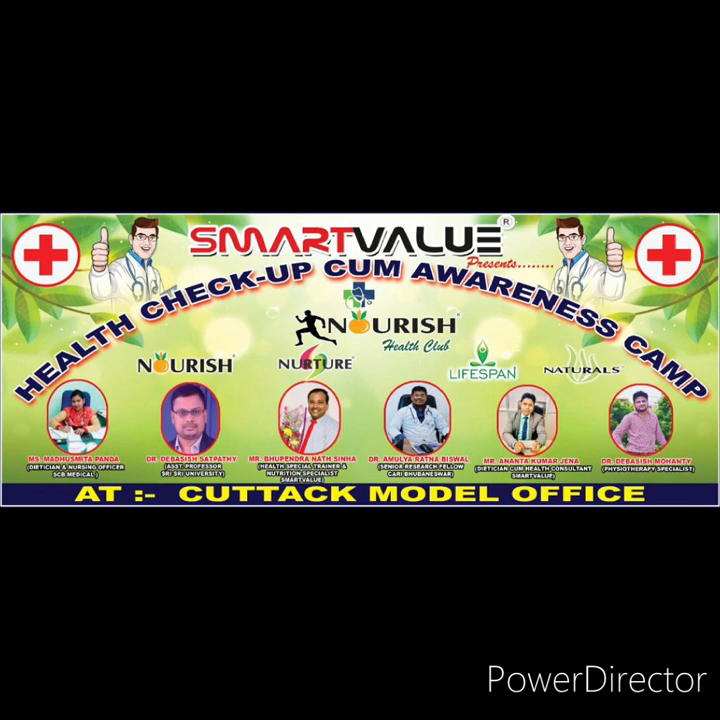 SMARTVALUE®
Presents........
HEALTH CHECK-UP CUM AWARENESS CAMP
NOURISH®
Health Club
NOURISH®
NURTURE®
LIFESPAN
NATURALS
MS. MADHUSMITA PANDA
(DIETICIAN & NURSING OFFICER
SCB MEDICAL)
DR. DEBASISH SATPATHY
(ASST. PROFESSOR
SRI SRI UNIVERSITY)
MR. BHUPENDRA NATH SINHA
(HEALTH SPECIAL TRAINER &
NUTRITION SPECIALIST
SMARTVALUE)
DR. AMULYA RATNA BISWAL
(SENIOR RESEARCH FELLOW
CARI BHUBANESWAR)
MR. ANANTA KUMAR JENA
(DIETICIAN CUM HEALTH CONSULTANT
SMARTVALUE)
DR. DEBASISH MOHANTY
(PHYSIOTHERAPY SPECIALIST)
AT :- CUTTACK MODEL OFFICE
PowerDirector